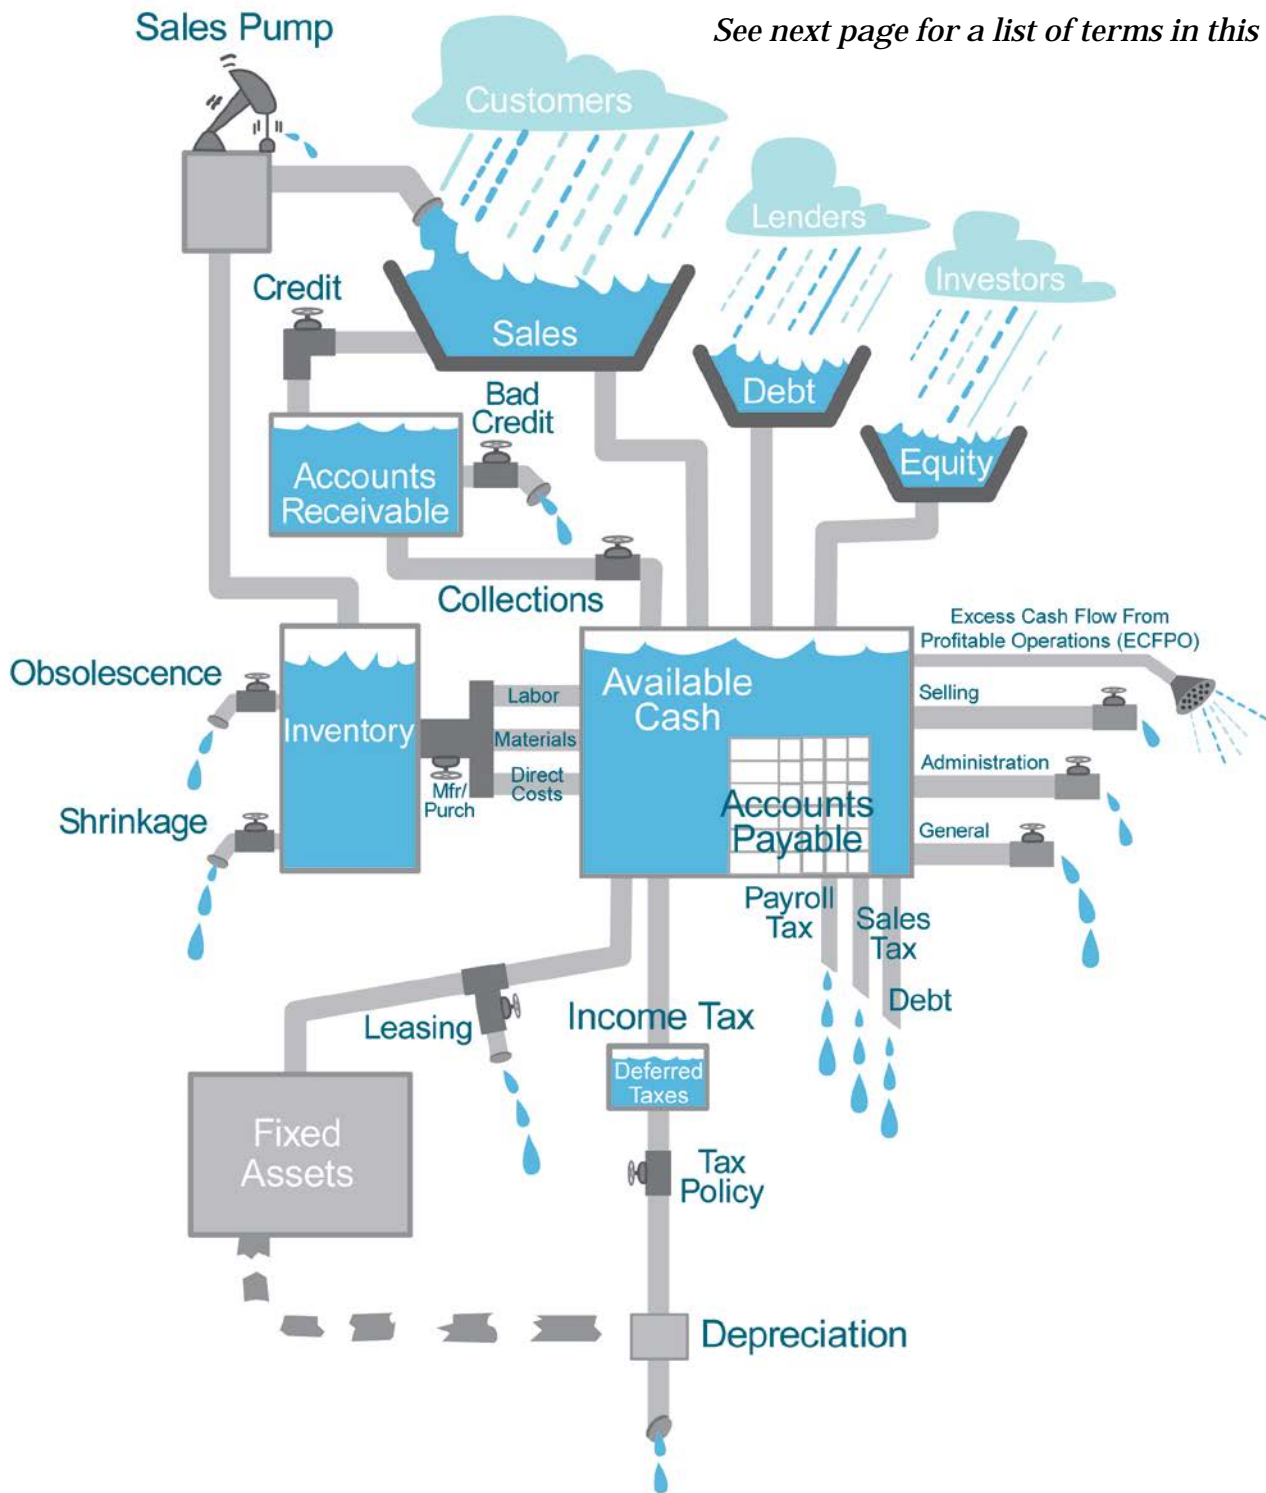 See next page for a list of terms in this
Sales Pump
Customers
Lenders
Investors
Credit
Sales
Debt
Bad
Credit
Equity
Accounts
Receivable
Collections
Excess Cash Flow From
Profitable Operations (ECFPO)
Obsolescence
Available
Cash
Labor
Selling
Inventory
Materials
Administration
Direct
Costs
Mfr/
Purch
Shrinkage
Accounts
Payable
General
Payroll
Tax
Sales
Tax
Debt
Leasing
Income Tax
Deferred
Taxes
Fixed
Assets
Tax
Policy
Depreciation